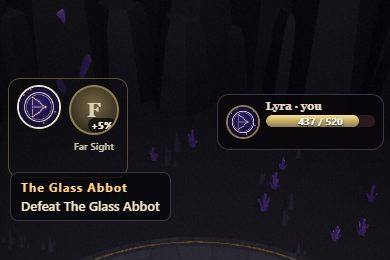 F
+5%
Far Sight
Lyra · you
437 / 520
The Glass Abbot
Defeat The Glass Abbot